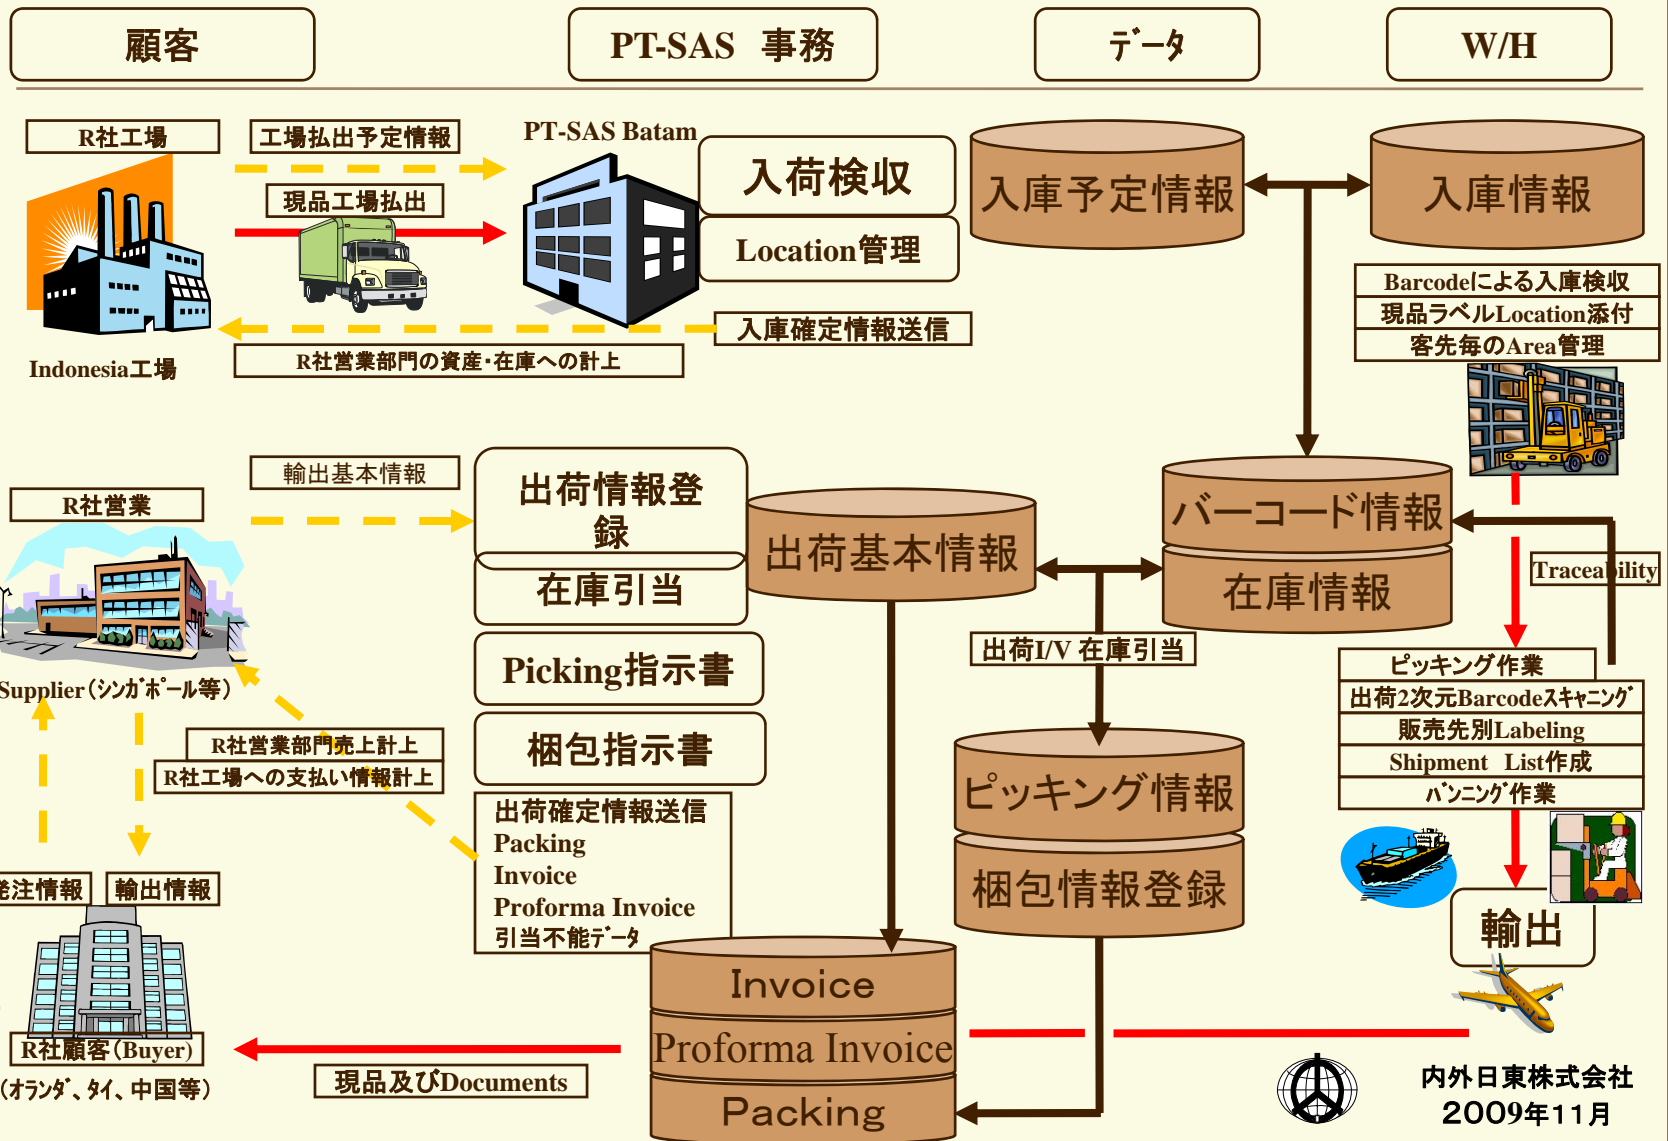 顧客
PT-SAS 事務
データ
W/H
R社工場
工場払出予定情報
現品工場払出
PT-SAS Batam
入荷検収
Location管理
入庫予定情報
入庫情報
Barcodeによる入庫検収
現品ラベルLocation添付
客先毎のArea管理
入庫確定情報送信
R社営業部門の資産・在庫への計上
Indonesia工場
輸出基本情報
R社営業
出荷情報登
録
在庫引当
出荷基本情報
バーコード情報
在庫情報
Traceability
出荷I/V 在庫引当
Picking指示書
梱包指示書
Supplier(シンガポール等)
R社営業部門売上計上
R社工場への支払い情報計上
ピッキング作業
出荷2次元Barcodeスキャニング
販売先別Labeling
Shipment List作成
バンニング作業
ピッキング情報
梱包情報登録
出荷確定情報送信
Packing
Invoice
Proforma Invoice
引当不能データ
注情報
輸出情報
輸出
Invoice
Proforma Invoice
Packing
R社顧客(Buyer)
(オランダ、タイ、中国等)
現品及びDocuments
内外日東株式会社
2009年11月